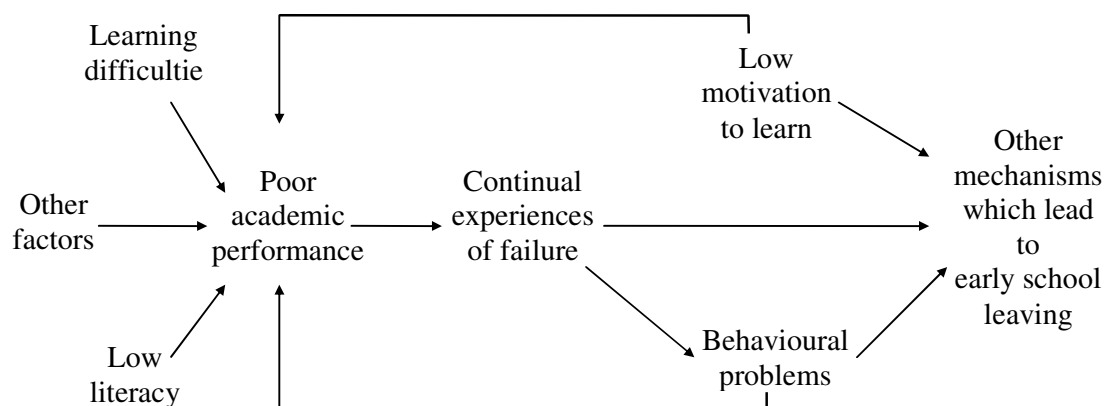 Learning
difficultie
Low
motivation
to learn
Other
factors
Poor
academic
performance
Continual
experiences
of failure
Other
mechanisms
which lead
to
early school
leaving
Low
literacy
Behavioural
problems